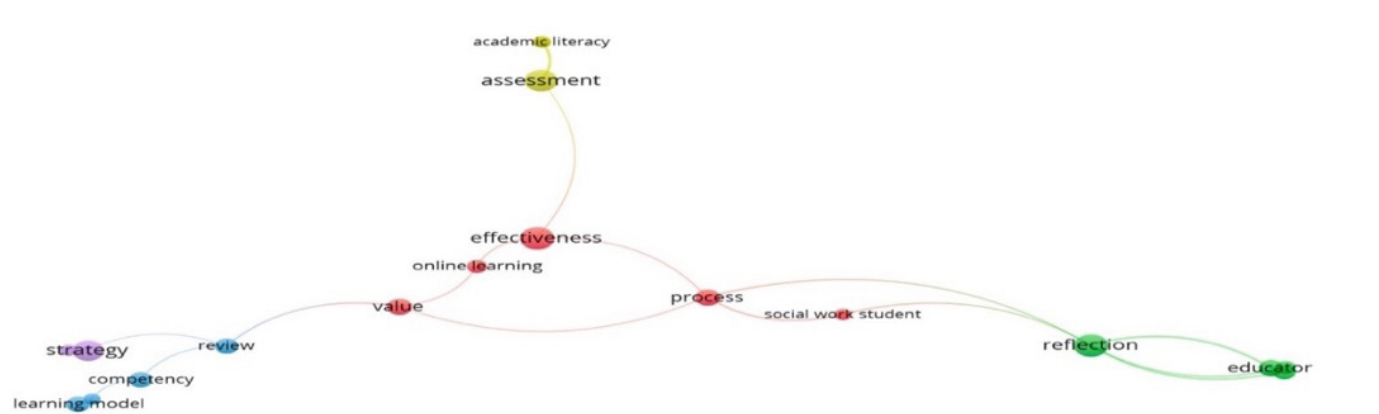 academic literacy
assessment
effectiveness
online learning
value
process
social work student
strategy
review
reflection
competency
educator
learning model